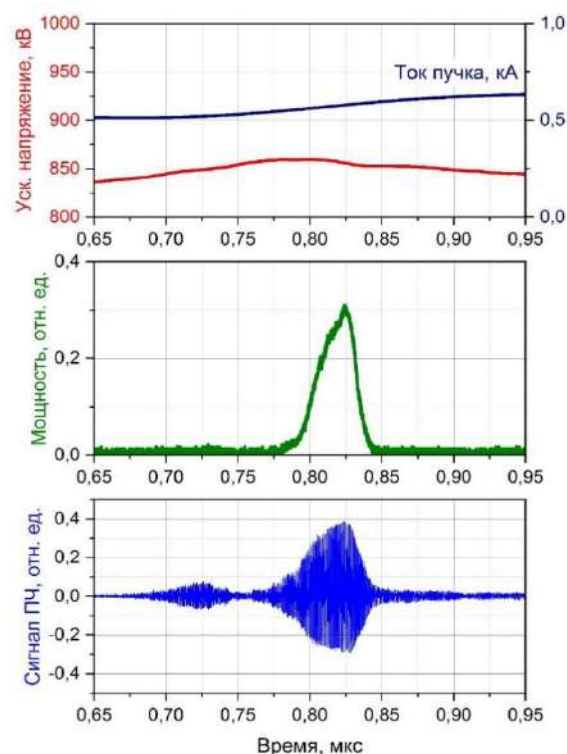 Уск. напряжение, кВ
1000
950
900
850
800
Ток пучка, кА
1,0
0,5
0,0
0,65 0,70 0,75 0,80 0,85 0,90 0,95
Мощность, отн. ед.
0,4
0,2
0,0
0,65 0,70 0,75 0,80 0,85 0,90 0,95
Сигнал ПЧ, отн. ед.
0,4
0,2
0,0
-0,2
-0,4
0,65 0,70 0,75 0,80 0,85 0,90 0,95
Время, мкс